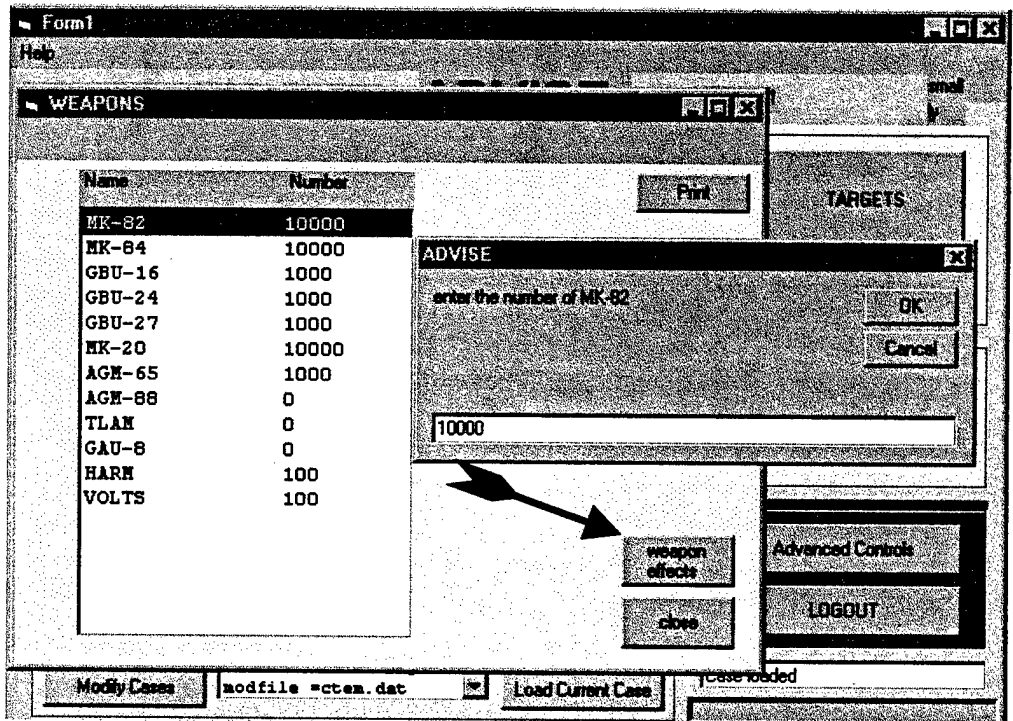 Form1
Help
small
WEAPONS
Name Number
Print
TARGETS
MK-82 10000
MK-84 10000
GBU-16 1000
GBU-24 1000
GBU-27 1000
MK-20 10000
AGM-65 1000
AGM-88 0
TLAM 0
GAU-8 0
HARM 100
VOLTS 100
ADVISE
enter the number of MK-82
OK
Cancel
10000
weapon
effects
close
Advanced Controls
LOGOUT
Case loaded
Modify Cases
modfile =ctem.dat
Load Current Case